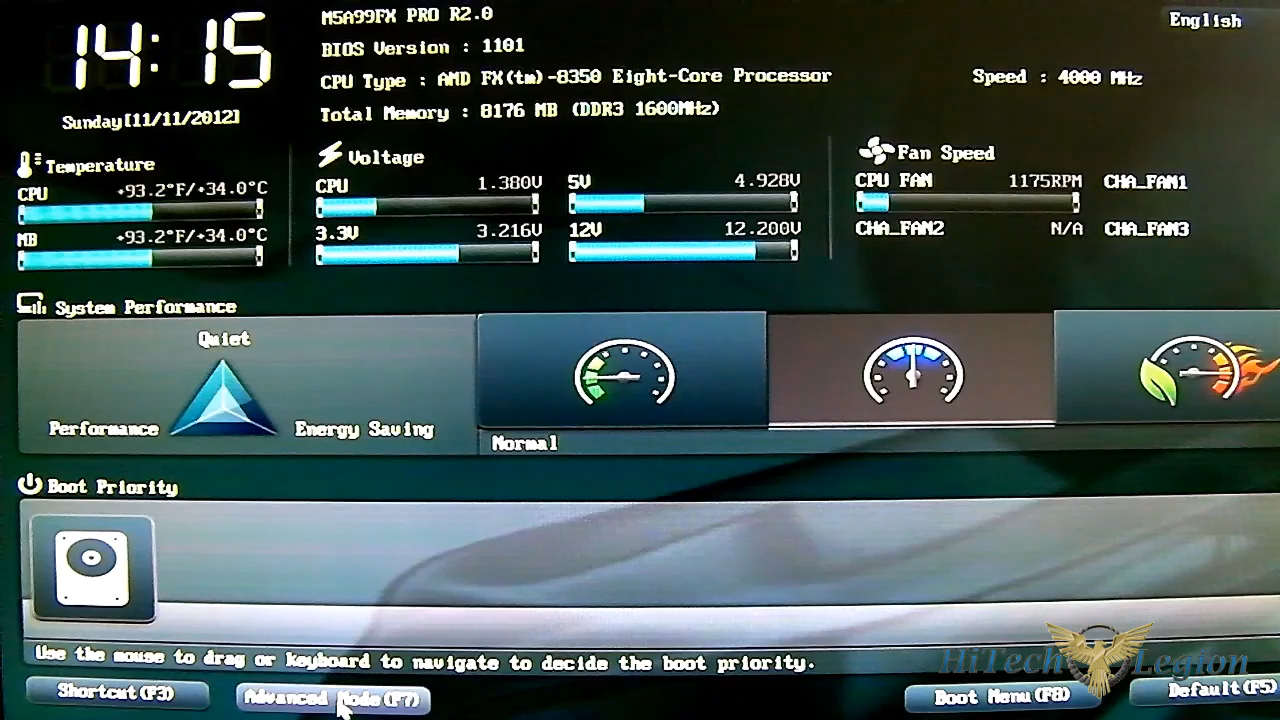 14:15
Sunday[11/11/2012]
M5A99FX PRO R2.0
BIOS Version : 1101
CPU Type : AMD FX(tm)-8350 Eight-Core Processor
Speed : 4000 MHz
Total Memory : 8176 MB (DDR3 1600MHz)
English
Temperature
CPU +93.2°F/+34.0°C
MB +93.2°F/+34.0°C
Voltage
CPU 1.380V 5V 4.928V
3.3V 3.216V 12V 12.200V
Fan Speed
CPU_FAN 1175RPM CHA_FAN1
CHA_FAN2 N/A CHA_FAN3
System Performance
Quiet
Performance
Energy Saving
Normal
Boot Priority
Use the mouse to drag or keyboard to navigate to decide the boot priority.
Shortcut(F3)
Advanced Mode(F7)
Boot Menu(F8)
Default(F5)
HiTech Legion